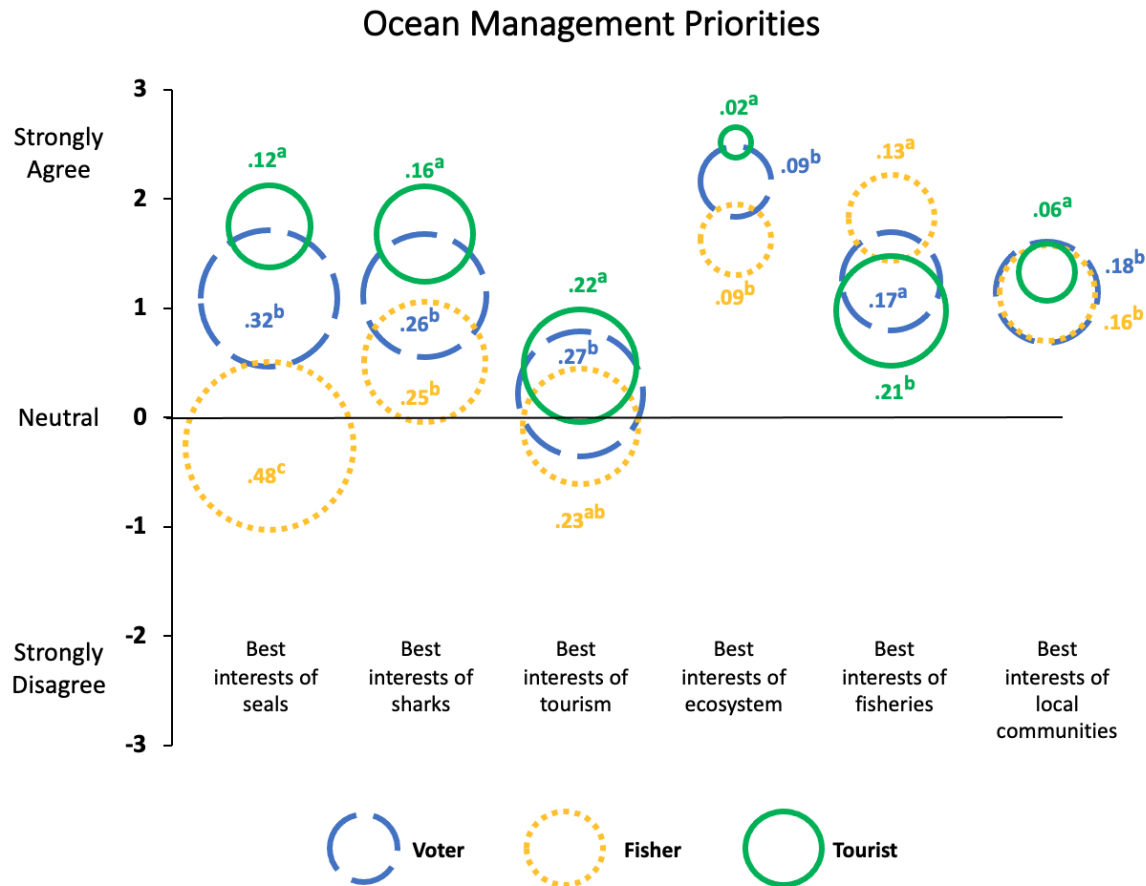 Ocean Management Priorities
3
Strongly
Agree
2
1
Neutral
0
-1
-2
Strongly
Disagree
-3
.12ᵃ
.32ᵇ
.48ᶜ
.16ᵃ
.26ᵇ
.25ᵇ
.22ᵃ
.27ᵇ
.23ᵃᵇ
.02ᵃ
.09ᵇ
.09ᵇ
.13ᵃ
.17ᵃ
.21ᵇ
.06ᵃ
.18ᵇ
.16ᵇ
Best
interests of
seals
Best
interests of
sharks
Best
interests of
tourism
Best
interests of
ecosystem
Best
interests of
fisheries
Best
interests of
local
communities
Voter
Fisher
Tourist